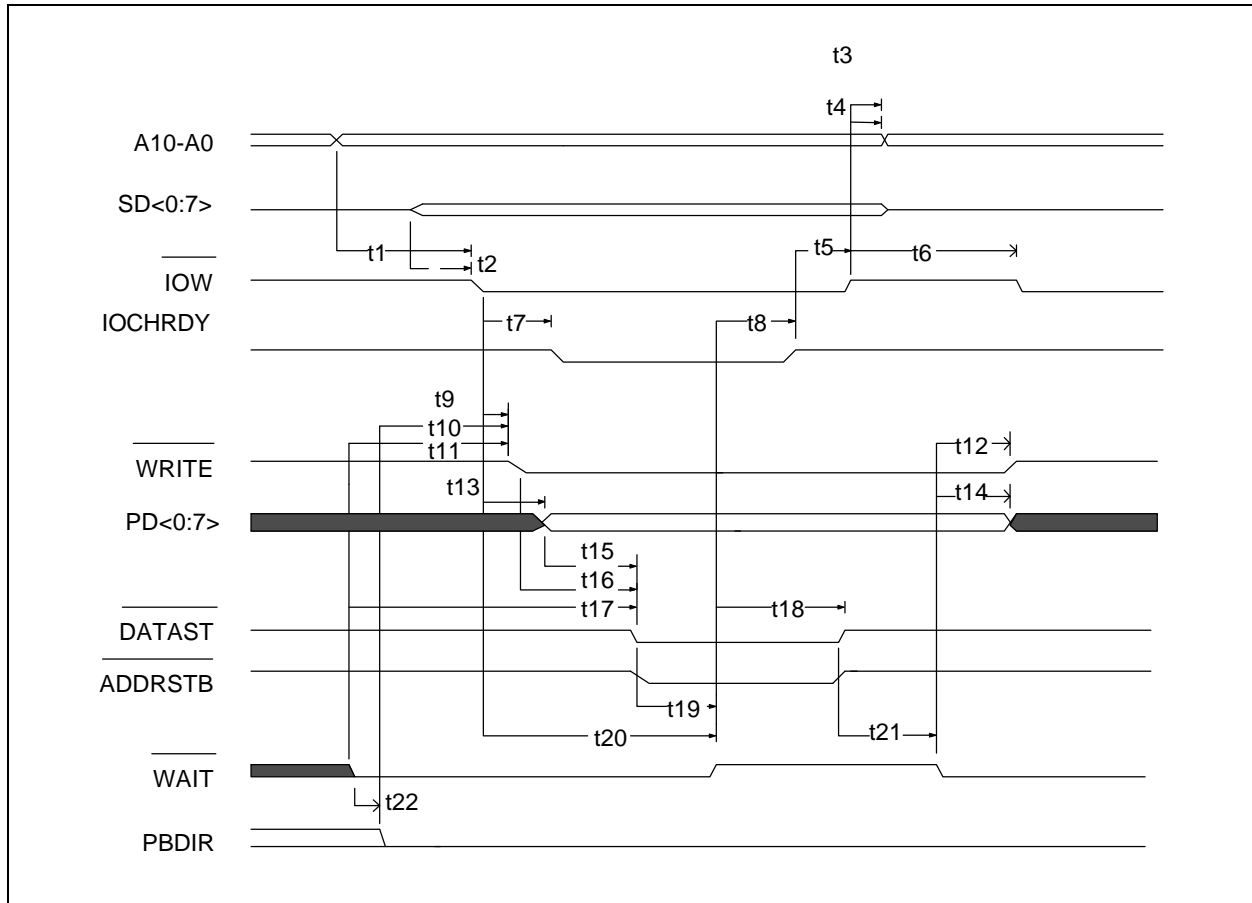 t3
t4
A10-A0
SD<0:7>
t1
t2
t5
t6
IOW
IOCHRDY
t7
t8
t9
t10
t11
t12
WRITE
t13
t14
PD<0:7>
t15
t16
t17
t18
DATAST
ADDRSTB
t19
t20
t21
WAIT
t22
PBDIR